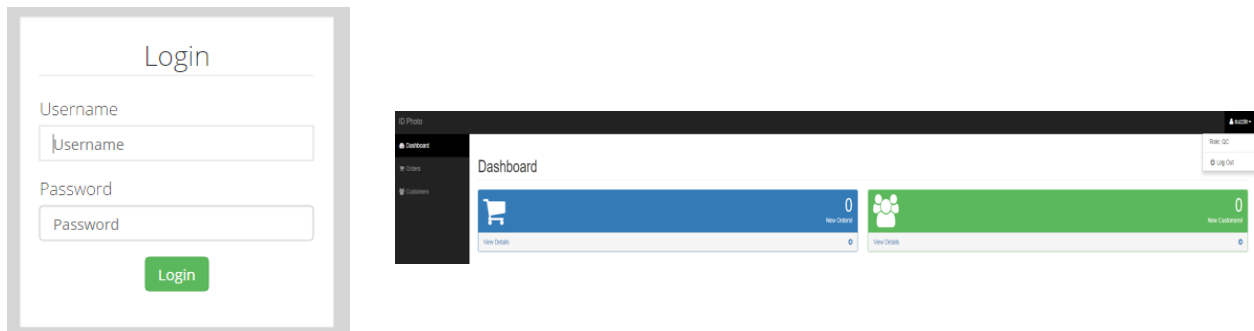 Login
Username
Username
Password
Password
Login
ID Photo
suzzie
Dashboard
Role: QC
Orders
Log Out
Dashboard
Customers
0
0
New Orders!
New Customers!
View Details
View Details